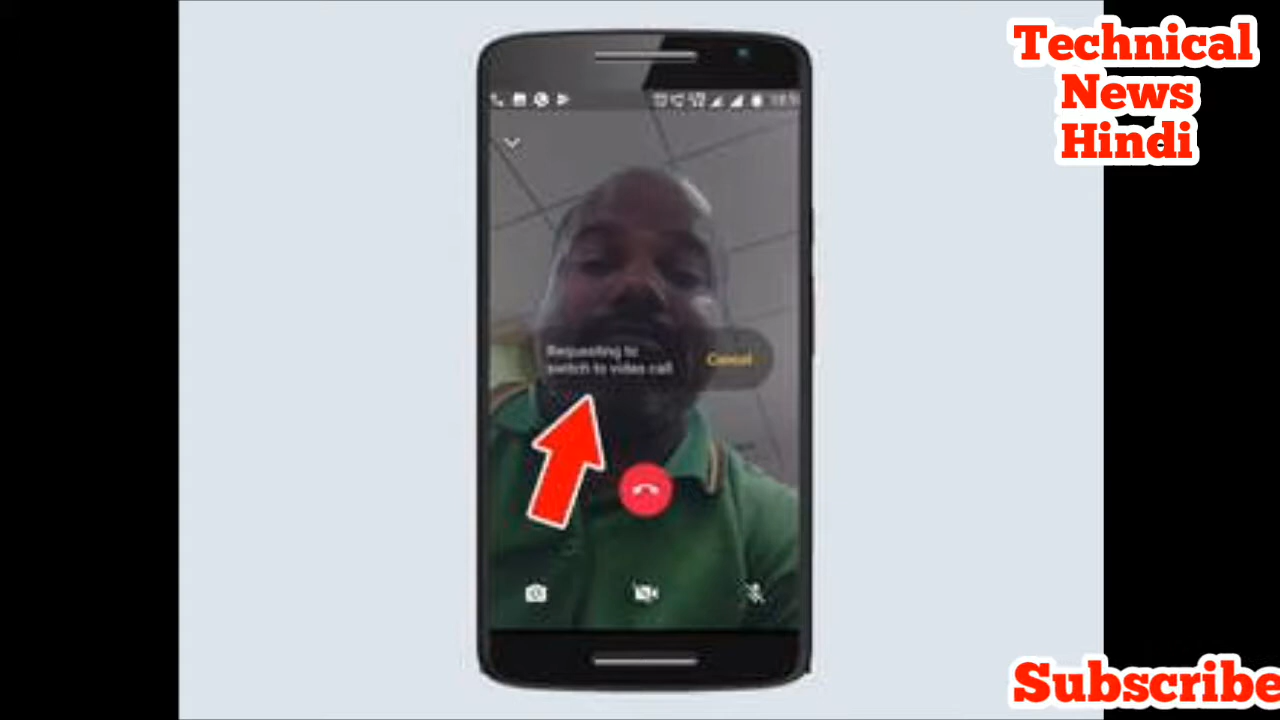 Technical
News
Hindi
Requesting to
switch to video call
Cancel
Subscribe